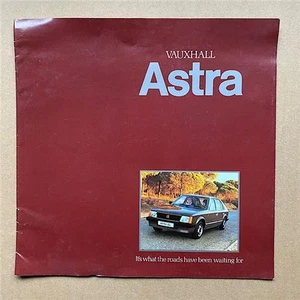 VAUXHALL
Astra
It's what the roads have been waiting for